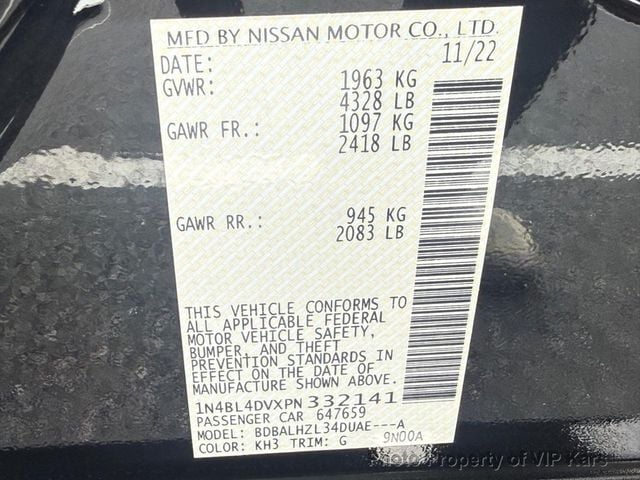 MFD BY NISSAN MOTOR CO., LTD.
DATE: 11/22
GVWR: 1963 KG
4328 LB
GAWR FR.: 1097 KG
2418 LB
GAWR RR.: 945 KG
2083 LB
THIS VEHICLE CONFORMS TO
ALL APPLICABLE FEDERAL
MOTOR VEHICLE SAFETY,
BUMPER, AND THEFT
PREVENTION STANDARDS IN
EFFECT ON THE DATE OF
MANUFACTURE SHOWN ABOVE.
1N4BL4DVXPN 332141
PASSENGER CAR 647659
MODEL: BDBALHZL34DUAE---A
COLOR: KH3 TRIM: G 9N00A
Photo Property of VIP Kars